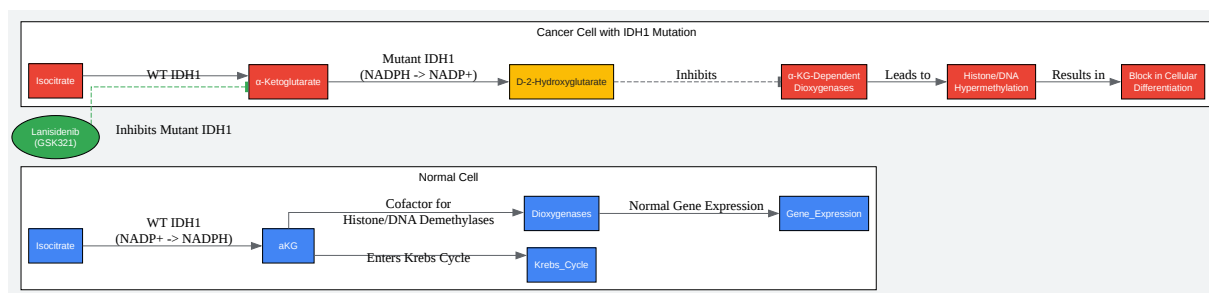 Cancer Cell with IDH1 Mutation
Isocitrate
WT IDH1
α-Ketoglutarate
Mutant IDH1
(NADPH -> NADP+)
D-2-Hydroxyglutarate
Inhibits
α-KG-Dependent
Dioxygenases
Leads to
Histone/DNA
Hypermethylation
Results in
Block in Cellular
Differentiation
Lanisidenib
(GSK321)
Inhibits Mutant IDH1
Normal Cell
Isocitrate
WT IDH1
(NADP+ -> NADPH)
aKG
Cofactor for
Histone/DNA Demethylases
Dioxygenases
Normal Gene Expression
Gene_Expression
Enters Krebs Cycle
Krebs_Cycle